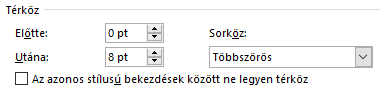 Térköz
Előtte: 0 pt Sorköz:
Utána: 8 pt Többszörös
Az azonos stílusú bekezdések között ne legyen térköz